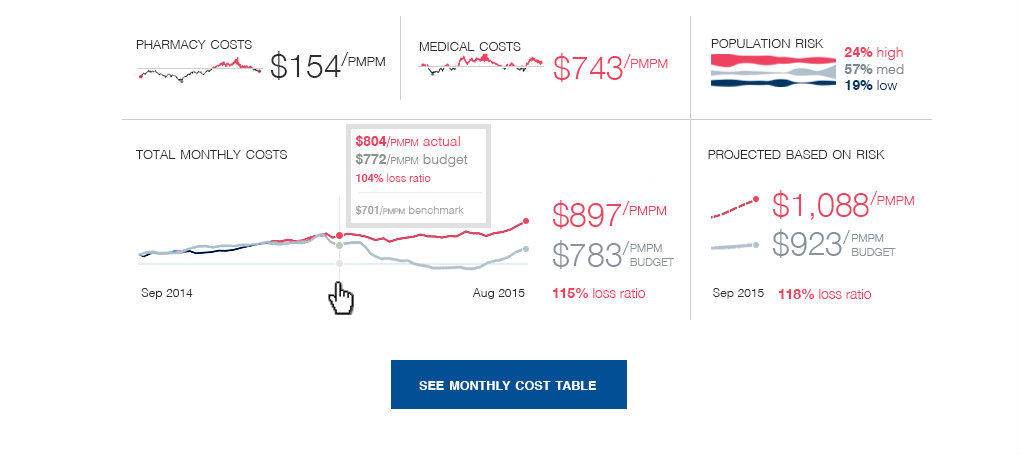 PHARMACY COSTS
$154/PMPM
MEDICAL COSTS
$743/PMPM
POPULATION RISK
24% high
57% med
19% low
TOTAL MONTHLY COSTS
$804/PMPM actual
$772/PMPM budget
104% loss ratio
$701/PMPM benchmark
$897/PMPM
$783/PMPM
BUDGET
Sep 2014
Aug 2015
115% loss ratio
PROJECTED BASED ON RISK
$1,088/PMPM
$923/PMPM
BUDGET
Sep 2015
118% loss ratio
SEE MONTHLY COST TABLE